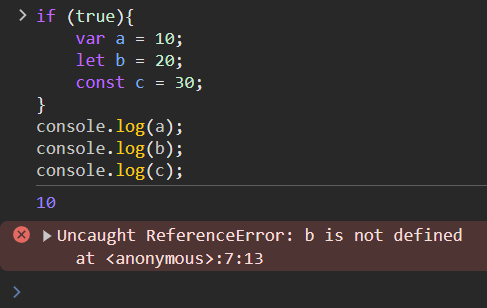 if (true){
    var a = 10;
    let b = 20;
    const c = 30;
}
console.log(a);
console.log(b);
console.log(c);
10
Uncaught ReferenceError: b is not defined
    at <anonymous>:7:13